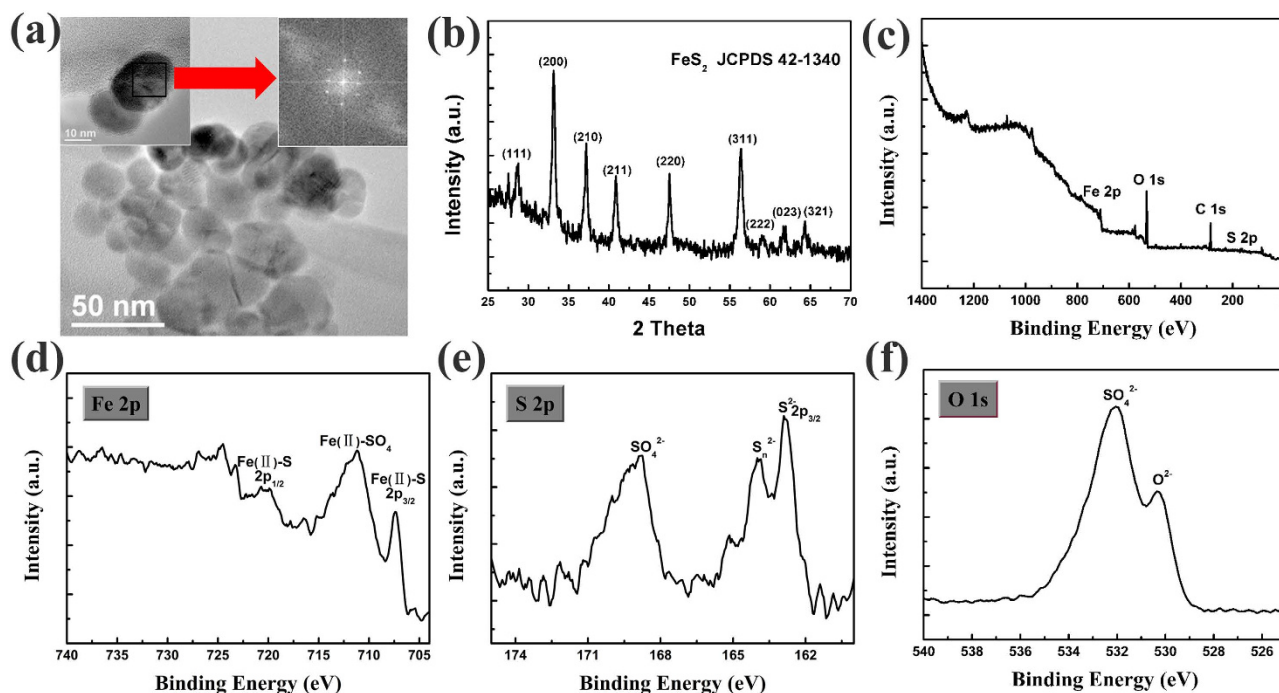 (a)
10 nm
50 nm
(b)
FeS₂ JCPDS 42-1340
(111)
(200)
(210)
(211)
(220)
(311)
(222)
(023)
(321)
Intensity (a.u.)
25 30 35 40 45 50 55 60 65 70
2 Theta
(c)
Fe 2p
O 1s
C 1s
S 2p
Intensity (a.u.)
1400 1200 1000 800 600 400 200
Binding Energy (eV)
(d)
Fe 2p
Fe(Ⅱ)-S
2p₁/₂
Fe(Ⅱ)-SO₄
Fe(Ⅱ)-S
2p₃/₂
Intensity (a.u.)
740 735 730 725 720 715 710 705
Binding Energy (eV)
(e)
S 2p
SO₄²⁻
Sₙ²⁻
S²⁻2p₃/₂
Intensity (a.u.)
174 171 168 165 162
Binding Energy (eV)
(f)
O 1s
SO₄²⁻
O²⁻
Intensity (a.u.)
540 538 536 534 532 530 528 526
Binding Energy (eV)